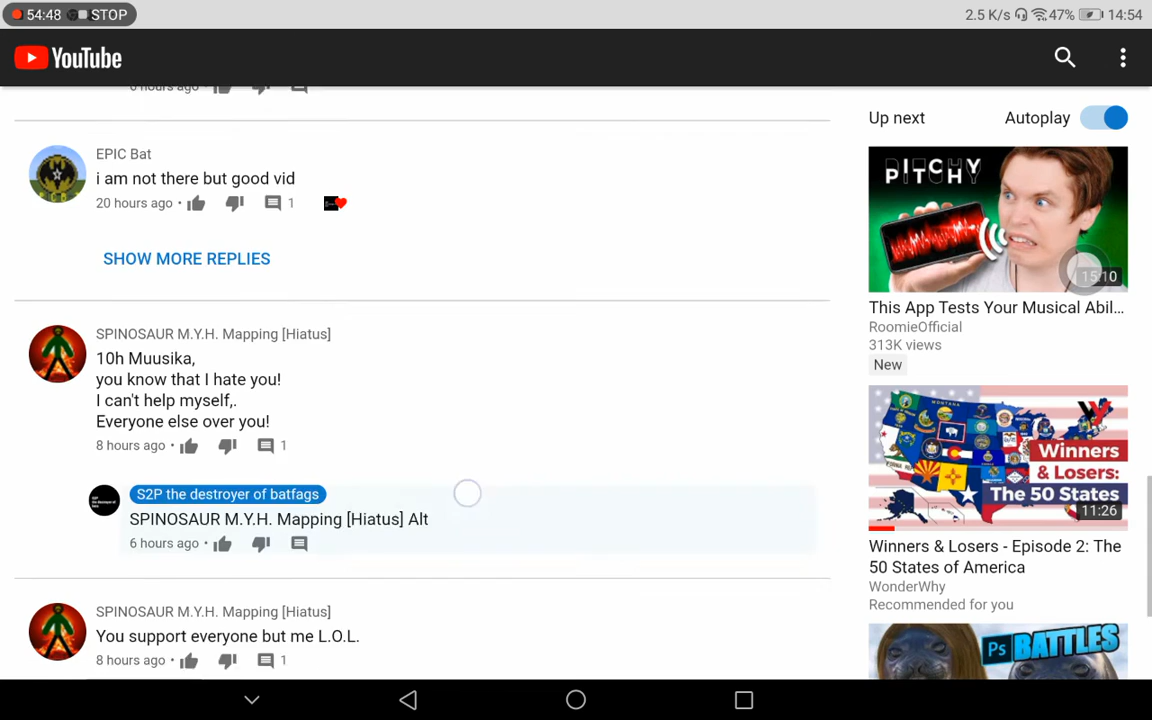 54:48 STOP
2.5 K/s 47% 14:54
YouTube
6 hours ago
EPIC Bat
i am not there but good vid
20 hours ago • 1
SHOW MORE REPLIES
SPINOSAUR M.Y.H. Mapping [Hiatus]
10h Muusika,
you know that I hate you!
I can't help myself,.
Everyone else over you!
8 hours ago • 1
S2P the destroyer of batfags
SPINOSAUR M.Y.H. Mapping [Hiatus] Alt
6 hours ago •
SPINOSAUR M.Y.H. Mapping [Hiatus]
You support everyone but me L.O.L.
8 hours ago • 1
Up next Autoplay
PITCHY
15:10
This App Tests Your Musical Abil...
RoomieOfficial
313K views
New
Winners
& Losers:
The 50 States
11:26
Winners & Losers - Episode 2: The
50 States of America
WonderWhy
Recommended for you
Ps BATTLES